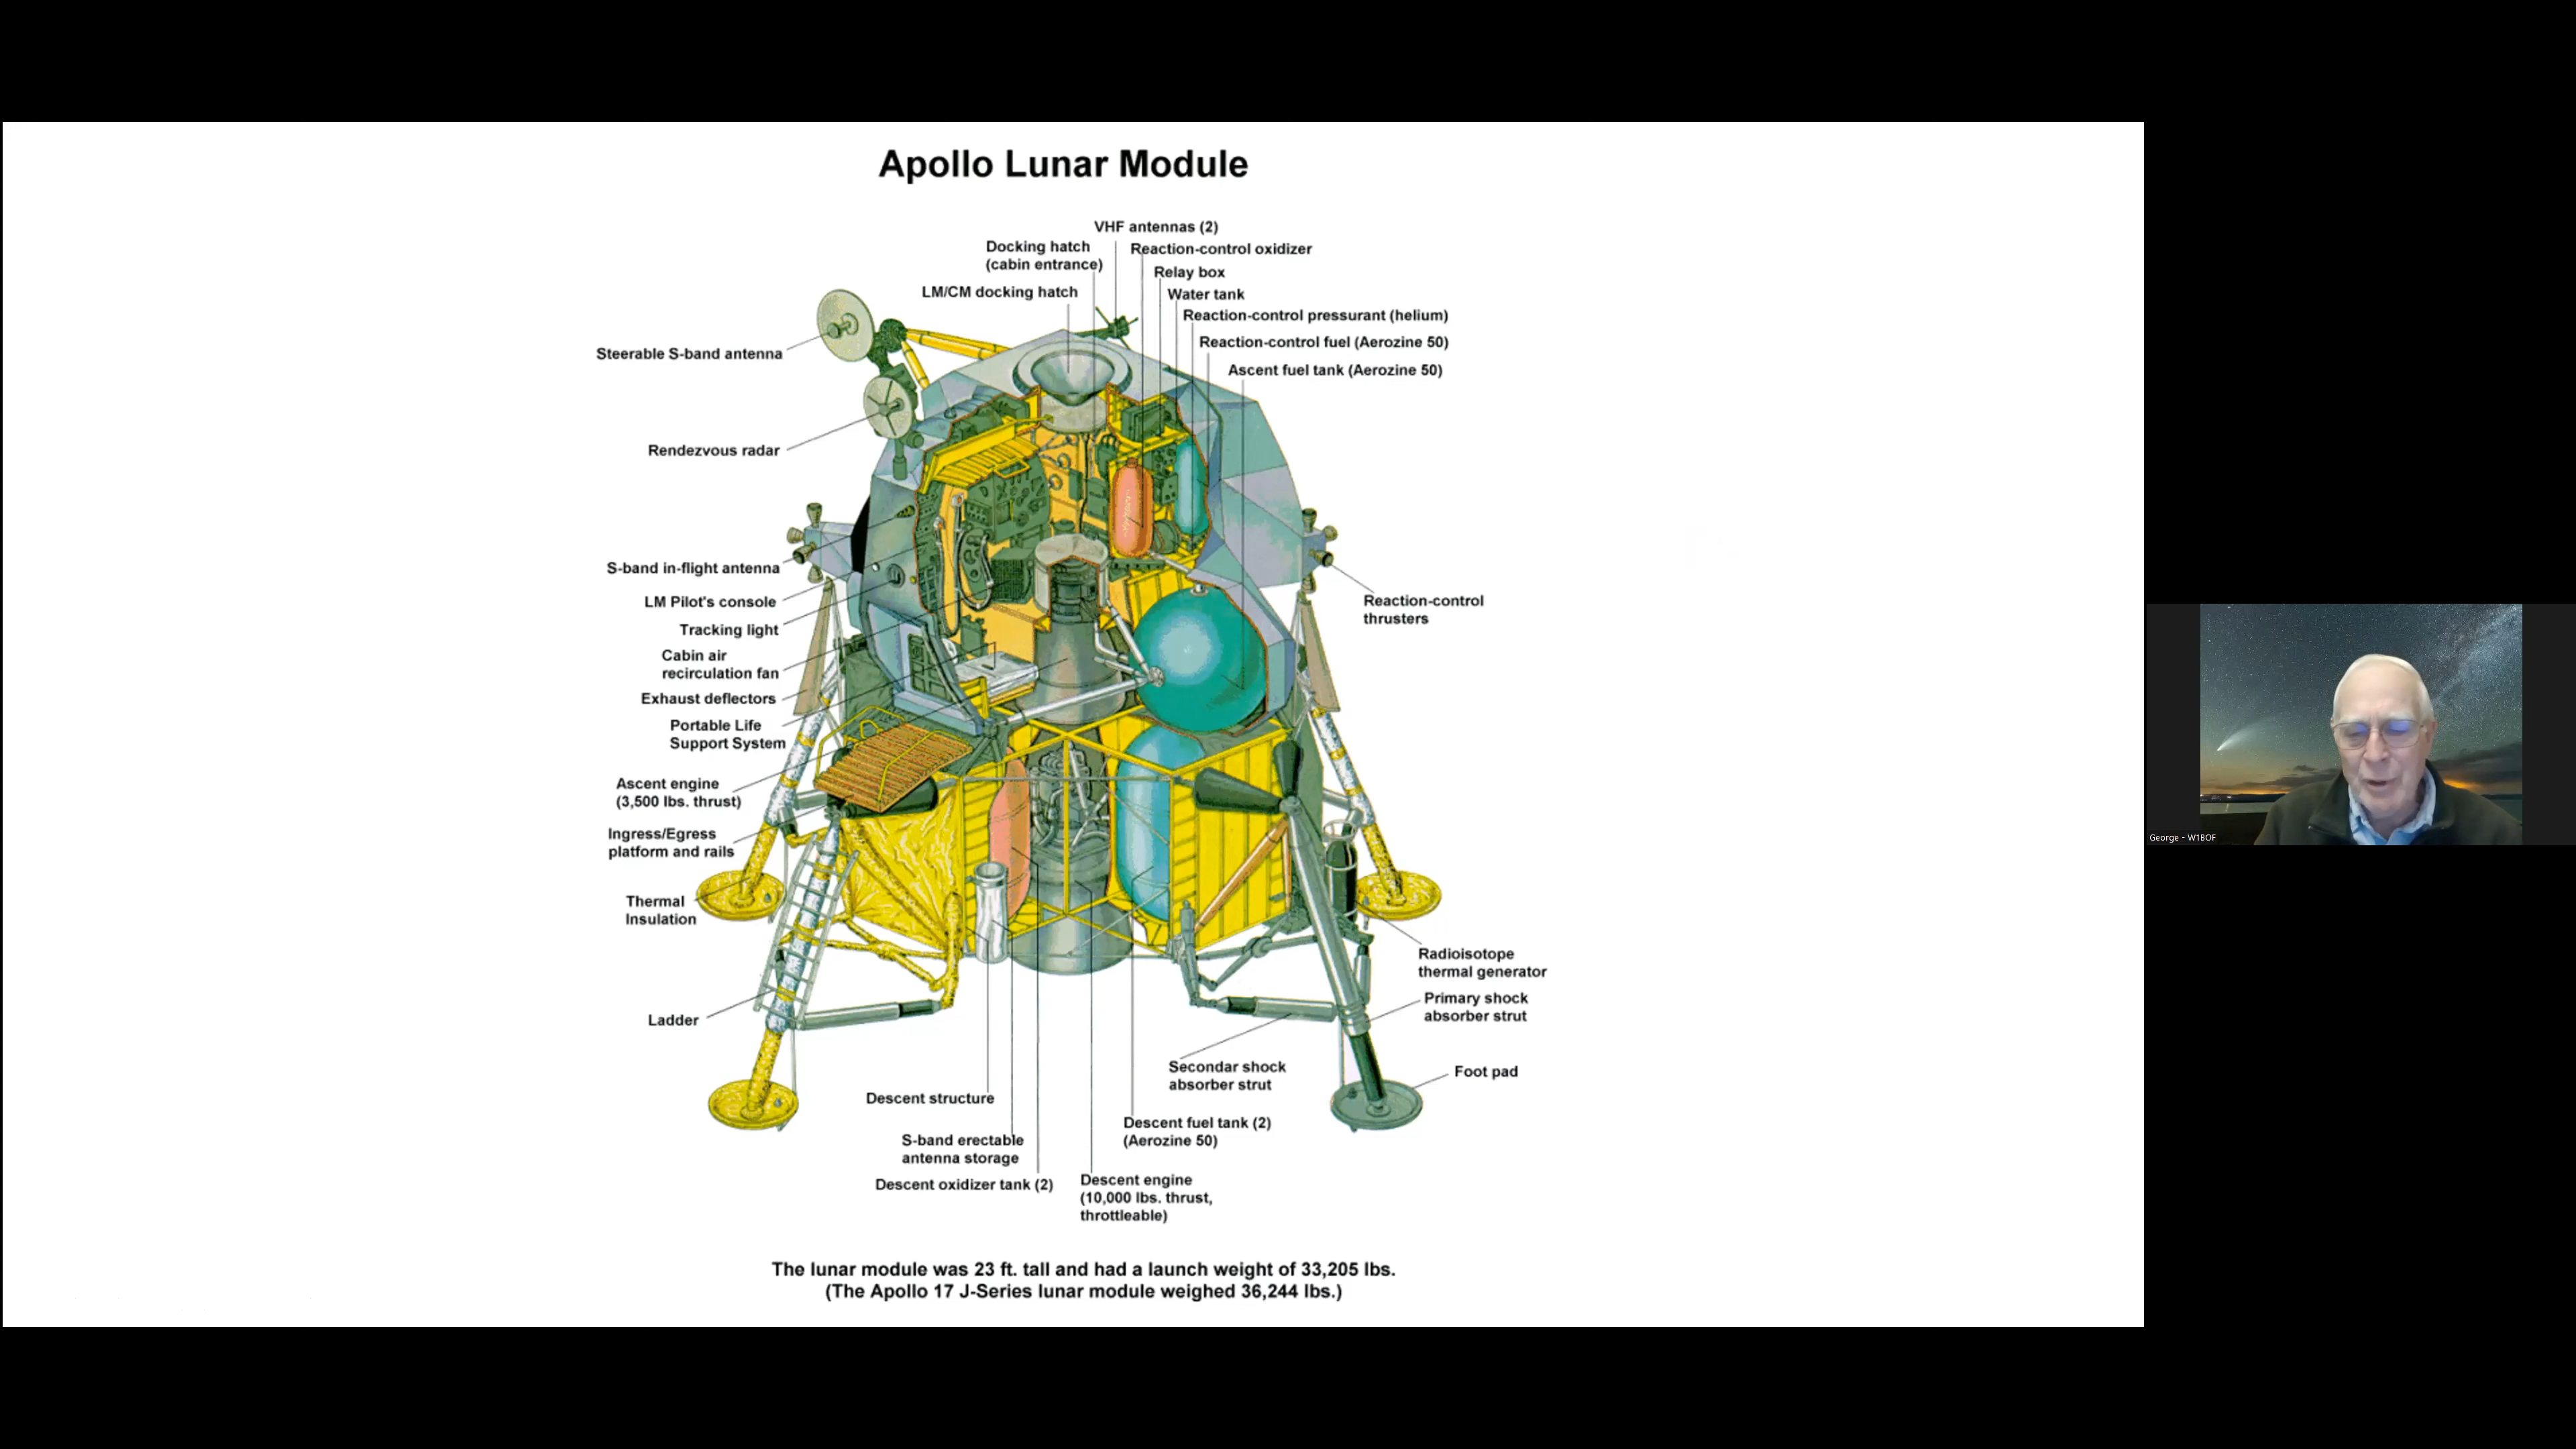 Apollo Lunar Module
VHF antennas (2)
Docking hatch
(cabin entrance)
Reaction-control oxidizer
Relay box
LM/CM docking hatch
Water tank
Reaction-control pressurant (helium)
Reaction-control fuel (Aerozine 50)
Ascent fuel tank (Aerozine 50)
Steerable S-band antenna
Rendezvous radar
S-band in-flight antenna
LM Pilot's console
Tracking light
Cabin air
recirculation fan
Exhaust deflectors
Portable Life
Support System
Ascent engine
(3,500 lbs. thrust)
Ingress/Egress
platform and rails
Thermal
Insulation
Ladder
Reaction-control
thrusters
Radioisotope
thermal generator
Primary shock
absorber strut
Foot pad
Secondar shock
absorber strut
Descent structure
S-band erectable
antenna storage
Descent oxidizer tank (2)
Descent fuel tank (2)
(Aerozine 50)
Descent engine
(10,000 lbs. thrust,
throttleable)
The lunar module was 23 ft. tall and had a launch weight of 33,205 lbs.
(The Apollo 17 J-Series lunar module weighed 36,244 lbs.)
George - W1BOF